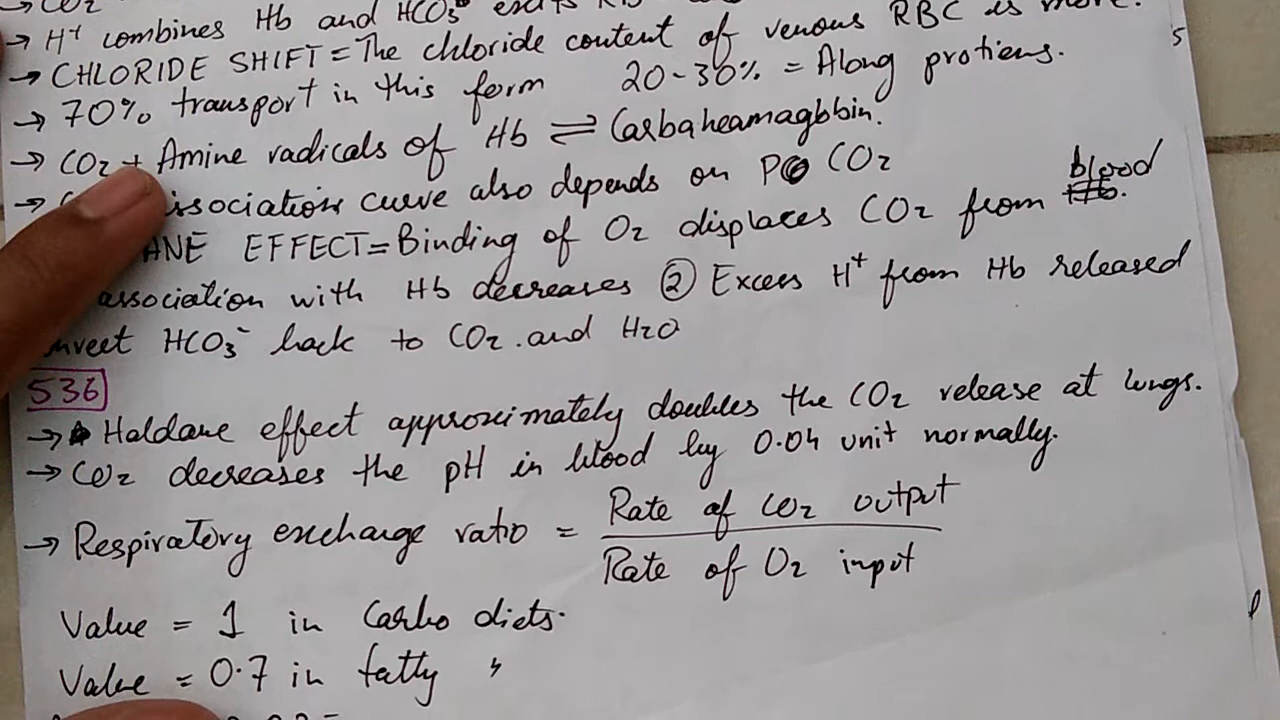 → CO2
→ H+ combines Hb and HCO3⁻ exits
→ CHLORIDE SHIFT = The chloride content of venous RBC is more.
→ 70% transport in this form 20-30% = Along protiens.
→ CO2 + Amine radicals of Hb ⇌ Carbaheamagbbin.
→ issociation curve also depends on P CO2
ANE EFFECT = Binding of O2 displaces CO2 from blood
association with Hb decreases ② Excess H+ from Hb released
nvert HCO3⁻ back to CO2 .and H2O
536
→ Haldane effect approximately doubles the CO2 release at lungs.
→ CO2 decreases the pH in blood by 0.04 unit normally.
→ Respiratory exchange ratio = Rate of CO2 output
Rate of O2 input
Value = 1 in Carbo diets.
Value = 0.7 in fatty "